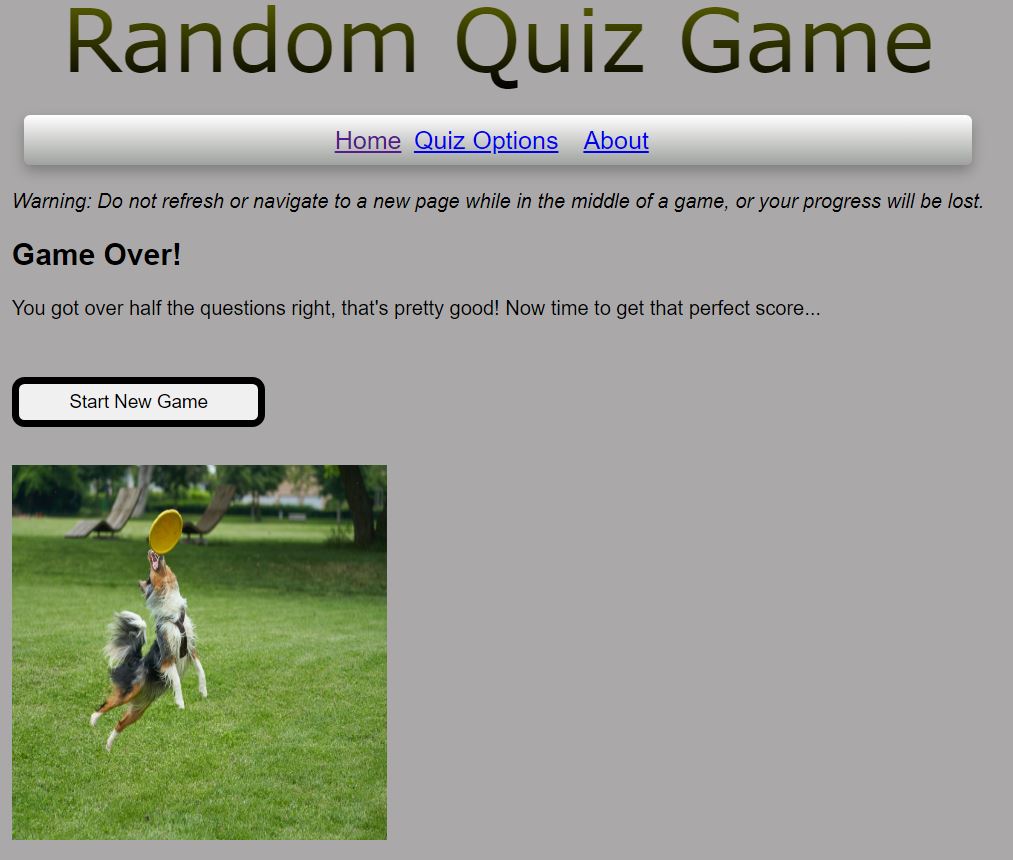 Random Quiz Game
Home Quiz Options About
Warning: Do not refresh or navigate to a new page while in the middle of a game, or your progress will be lost.
Game Over!
You got over half the questions right, that's pretty good! Now time to get that perfect score...
Start New Game